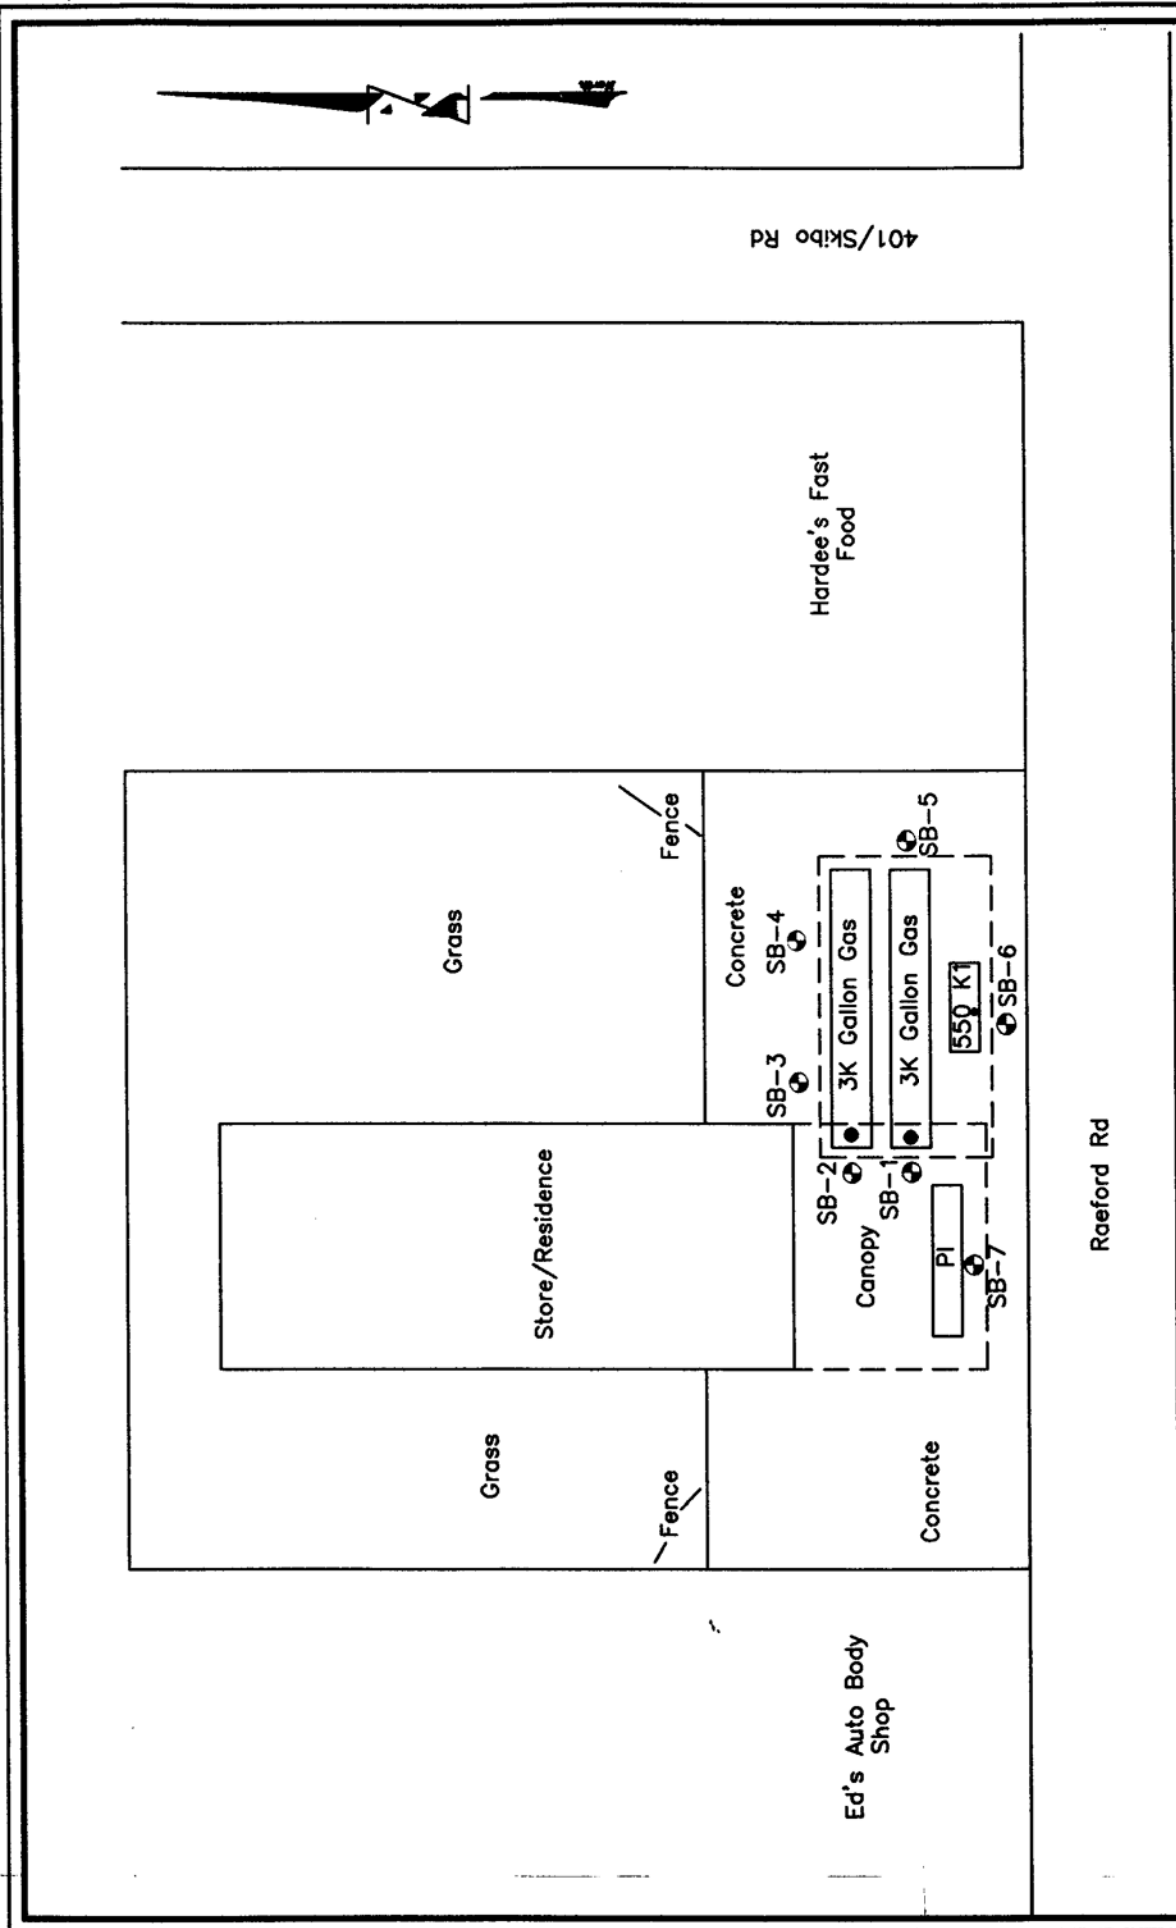 North
401/Skibo Rd
Hardee's Fast
Food
Grass
Fence
Concrete
SB-4
SB-5
3K Gallon Gas
3K Gallon Gas
550 K1
SB-6
SB-3
SB-2
SB-1
Store/Residence
Canopy
PI
SB-7
Raeford Rd
Grass
Fence
Concrete
Ed's Auto Body
Shop